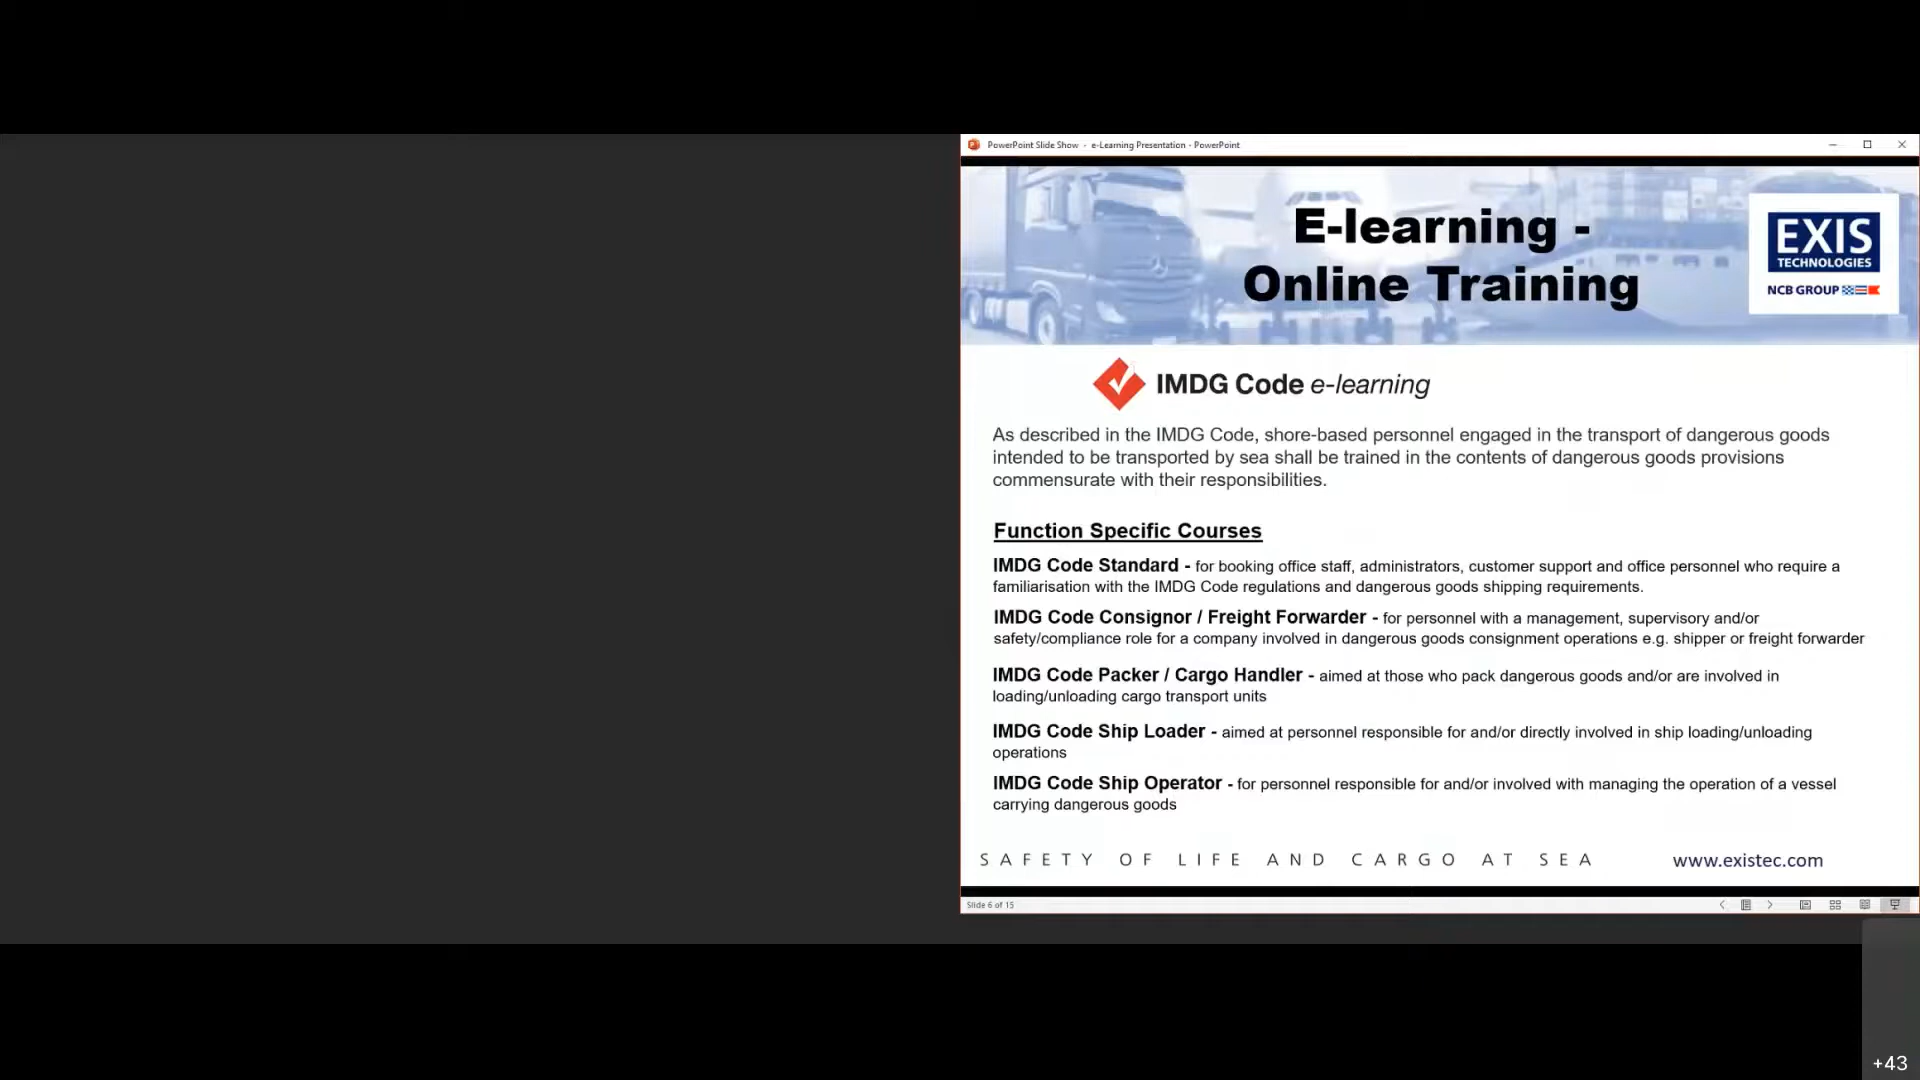 PowerPoint Slide Show - e-Learning Presentation - PowerPoint
E-learning -
Online Training
EXIS
TECHNOLOGIES
NCB GROUP
IMDG Code e-learning
As described in the IMDG Code, shore-based personnel engaged in the transport of dangerous goods
intended to be transported by sea shall be trained in the contents of dangerous goods provisions
commensurate with their responsibilities.
Function Specific Courses
IMDG Code Standard - for booking office staff, administrators, customer support and office personnel who require a
familiarisation with the IMDG Code regulations and dangerous goods shipping requirements.
IMDG Code Consignor / Freight Forwarder - for personnel with a management, supervisory and/or
safety/compliance role for a company involved in dangerous goods consignment operations e.g. shipper or freight forwarder
IMDG Code Packer / Cargo Handler - aimed at those who pack dangerous goods and/or are involved in
loading/unloading cargo transport units
IMDG Code Ship Loader - aimed at personnel responsible for and/or directly involved in ship loading/unloading
operations
IMDG Code Ship Operator - for personnel responsible for and/or involved with managing the operation of a vessel
carrying dangerous goods
SAFETY OF LIFE AND CARGO AT SEA
www.existec.com
Slide 6 of 15
+43